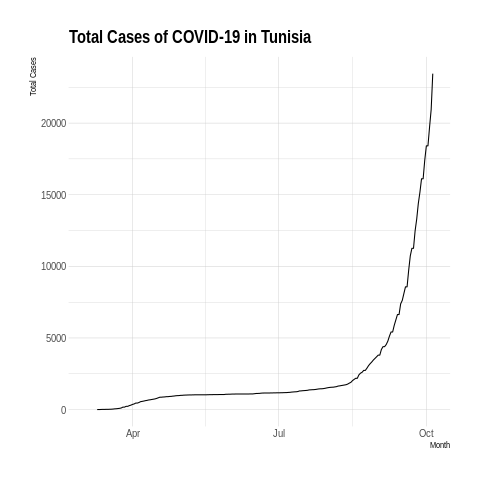 Total Cases of COVID-19 in Tunisia
Total Cases
20000
15000
10000
5000
0
Apr
Jul
Oct
Month